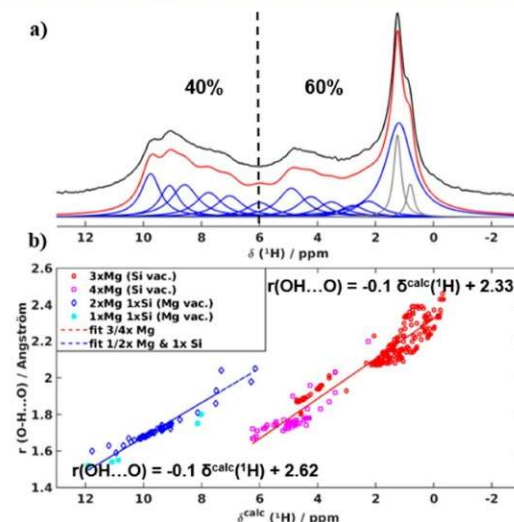 a)
40%
60%
12 10 8 6 4 2 0 -2
δ (¹H) / ppm
b)
2.6
2.4
2.2
2
1.8
1.6
1.4
r (O-H...O) / Angström
3xMg (Si vac.)
4xMg (Si vac.)
2xMg 1xSi (Mg vac.)
1xMg 1xSi (Mg vac.)
fit 3/4x Mg
fit 1/2x Mg & 1x Si
r(OH...O) = -0.1 δᶜᵃˡᶜ(¹H) + 2.33
r(OH...O) = -0.1 δᶜᵃˡᶜ(¹H) + 2.62
12 10 8 6 4 2 0
δᶜᵃˡᶜ(¹H) / ppm